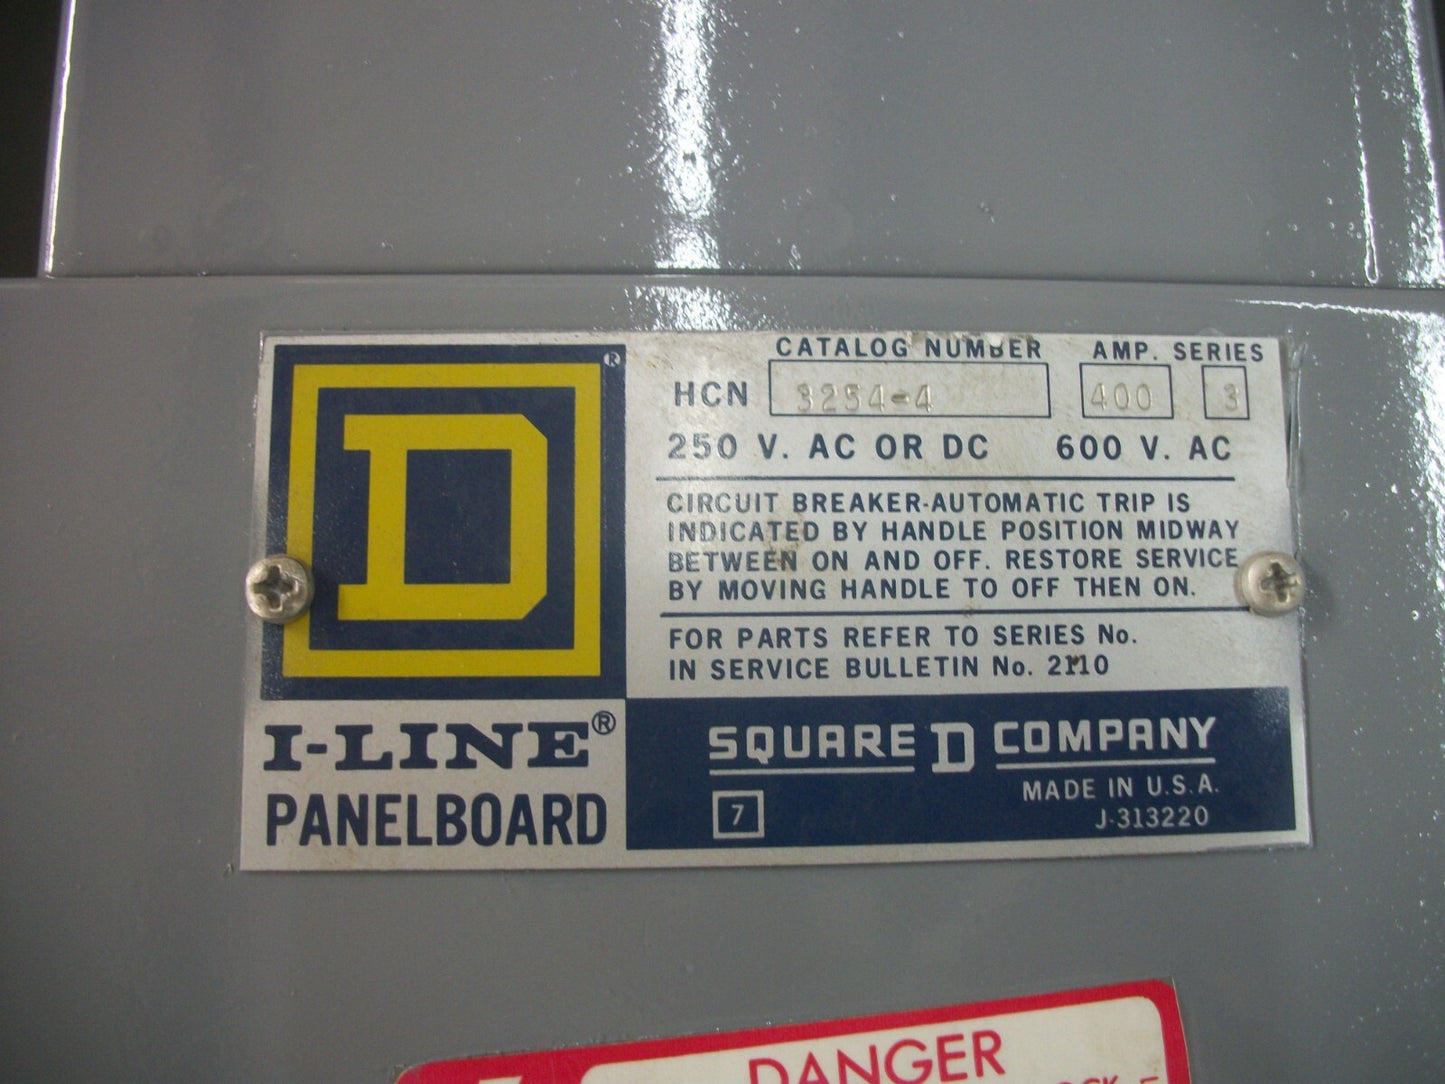 CATALOG NUMBER AMP. SERIES
HCN 3254-4 400 3
250 V. AC OR DC 600 V. AC
CIRCUIT BREAKER-AUTOMATIC TRIP IS
INDICATED BY HANDLE POSITION MIDWAY
BETWEEN ON AND OFF. RESTORE SERVICE
BY MOVING HANDLE TO OFF THEN ON.
FOR PARTS REFER TO SERIES No.
IN SERVICE BULLETIN No. 2110
D ®
I-LINE®
PANELBOARD
SQUARE D COMPANY
MADE IN U.S.A.
7
J-313220
DANGER